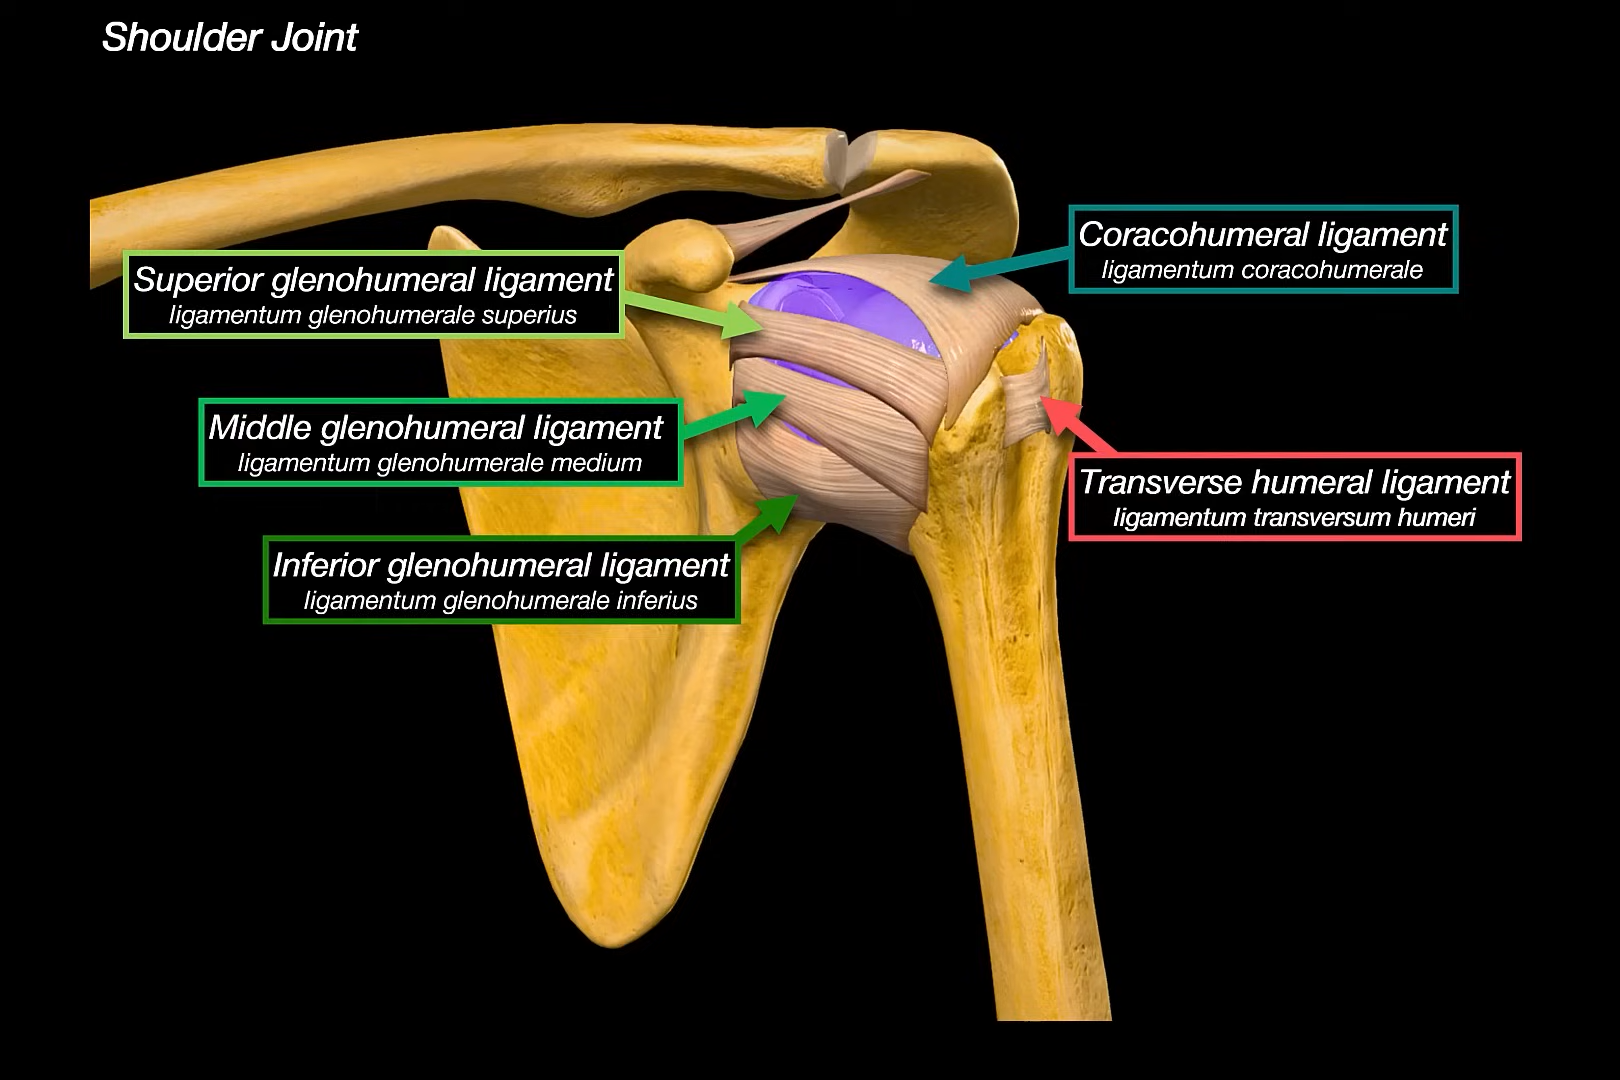 Shoulder Joint
Coracohumeral ligament
ligamentum coracohumerale
Superior glenohumeral ligament
ligamentum glenohumerale superius
Middle glenohumeral ligament
ligamentum glenohumerale medium
Transverse humeral ligament
ligamentum transversum humeri
Inferior glenohumeral ligament
ligamentum glenohumerale inferius